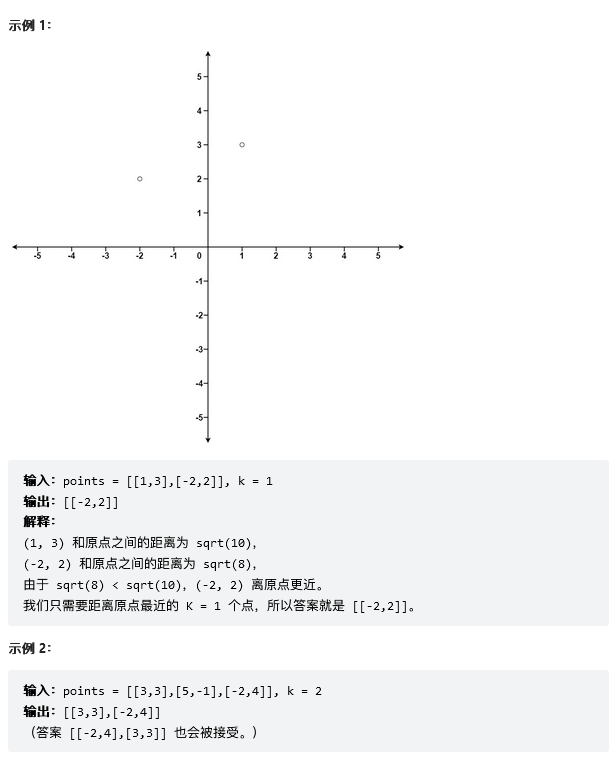 示例 1:
5
4
3
2
1
-5 -4 -3 -2 -1 0 1 2 3 4 5
-1
-2
-3
-4
-5
输入: points = [[1,3],[-2,2]], k = 1
输出: [[-2,2]]
解释:
(1, 3) 和原点之间的距离为 sqrt(10),
(-2, 2) 和原点之间的距离为 sqrt(8),
由于 sqrt(8) < sqrt(10), (-2, 2) 离原点更近。
我们只需要距离原点最近的 K = 1 个点, 所以答案就是 [[-2,2]]。
示例 2:
输入: points = [[3,3],[5,-1],[-2,4]], k = 2
输出: [[3,3],[-2,4]]
(答案 [[-2,4],[3,3]] 也会被接受。)